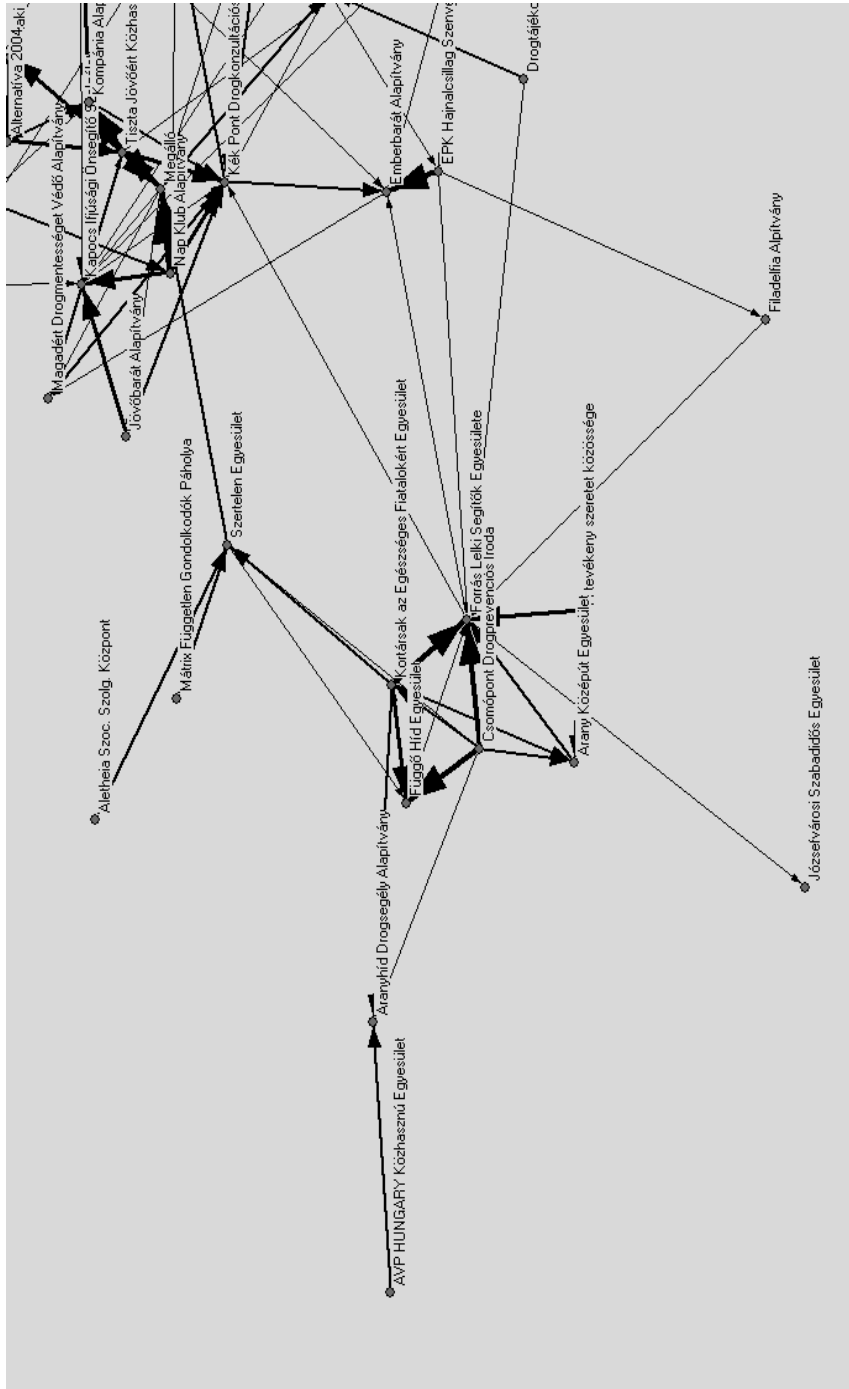 Alternatíva 2004
aki
Kompánia Alap
Tiszta Jövőért Közhas
Magadért Drogmentességet Védő Alapítvány
Kapocs Ifjúsági Önsegítő
Megálló
Nap Klub Alapítvány
Kék Pont Drogkonzultációs
Jövőbarát Alapítvány
Emberbarát Alapítvány
EPK Hajnalcsillag Szenv
Drogtájéko
Filadelfia Alpítvány
Mátrix Független Gondolkodók Páholya
Szertelen Egyesület
Aletheia Szoc. Szolg. Központ
Kortársak az Egészséges Fiatalokért Egyesület
Forrás Lelki Segítők Egyesülete
Csomópont Drogprevenciós Iroda
Függő Híd Egyesület
tevékeny szeretet közössége
Arany Középút Egyesület
Józsefvárosi Szabadidős Egyesület
Aranyhíd Drogsegély Alapítvány
AVP HUNGARY Közhasznú Egyesület